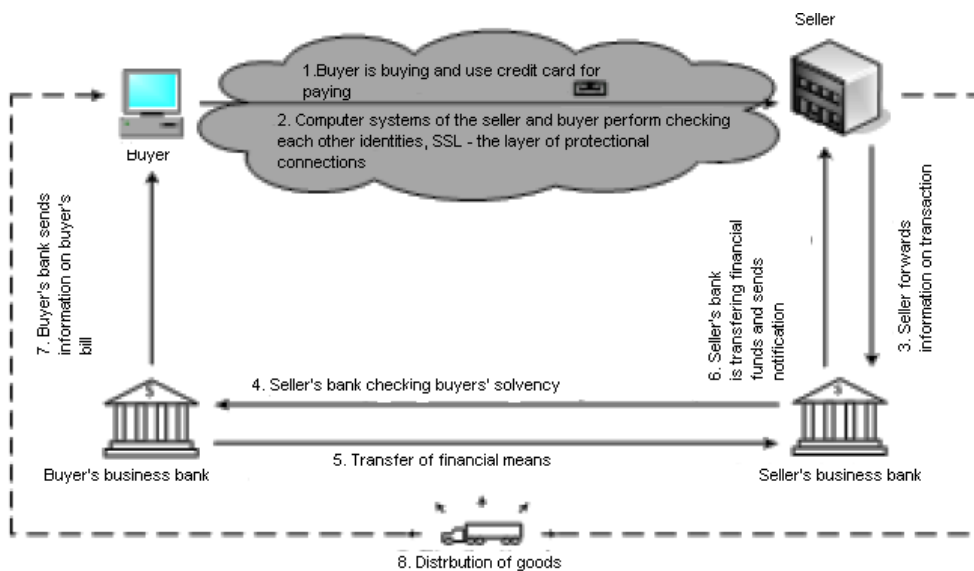 Seller
1.Buyer is buying and use credit card for
paying
2. Computer systems of the seller and buyer perform checking
each other identities, SSL - the layer of protectional
connections
Buyer
7. Buyer's bank sends
information on buyer's
bill
6. Seller's bank
is transfering financial
funds and sends
notification
3. Seller forwards
information on transaction
4. Seller's bank checking buyers' solvency
$
$
5. Transfer of financial means
Buyer's business bank
Seller's business bank
8. Distrbution of goods